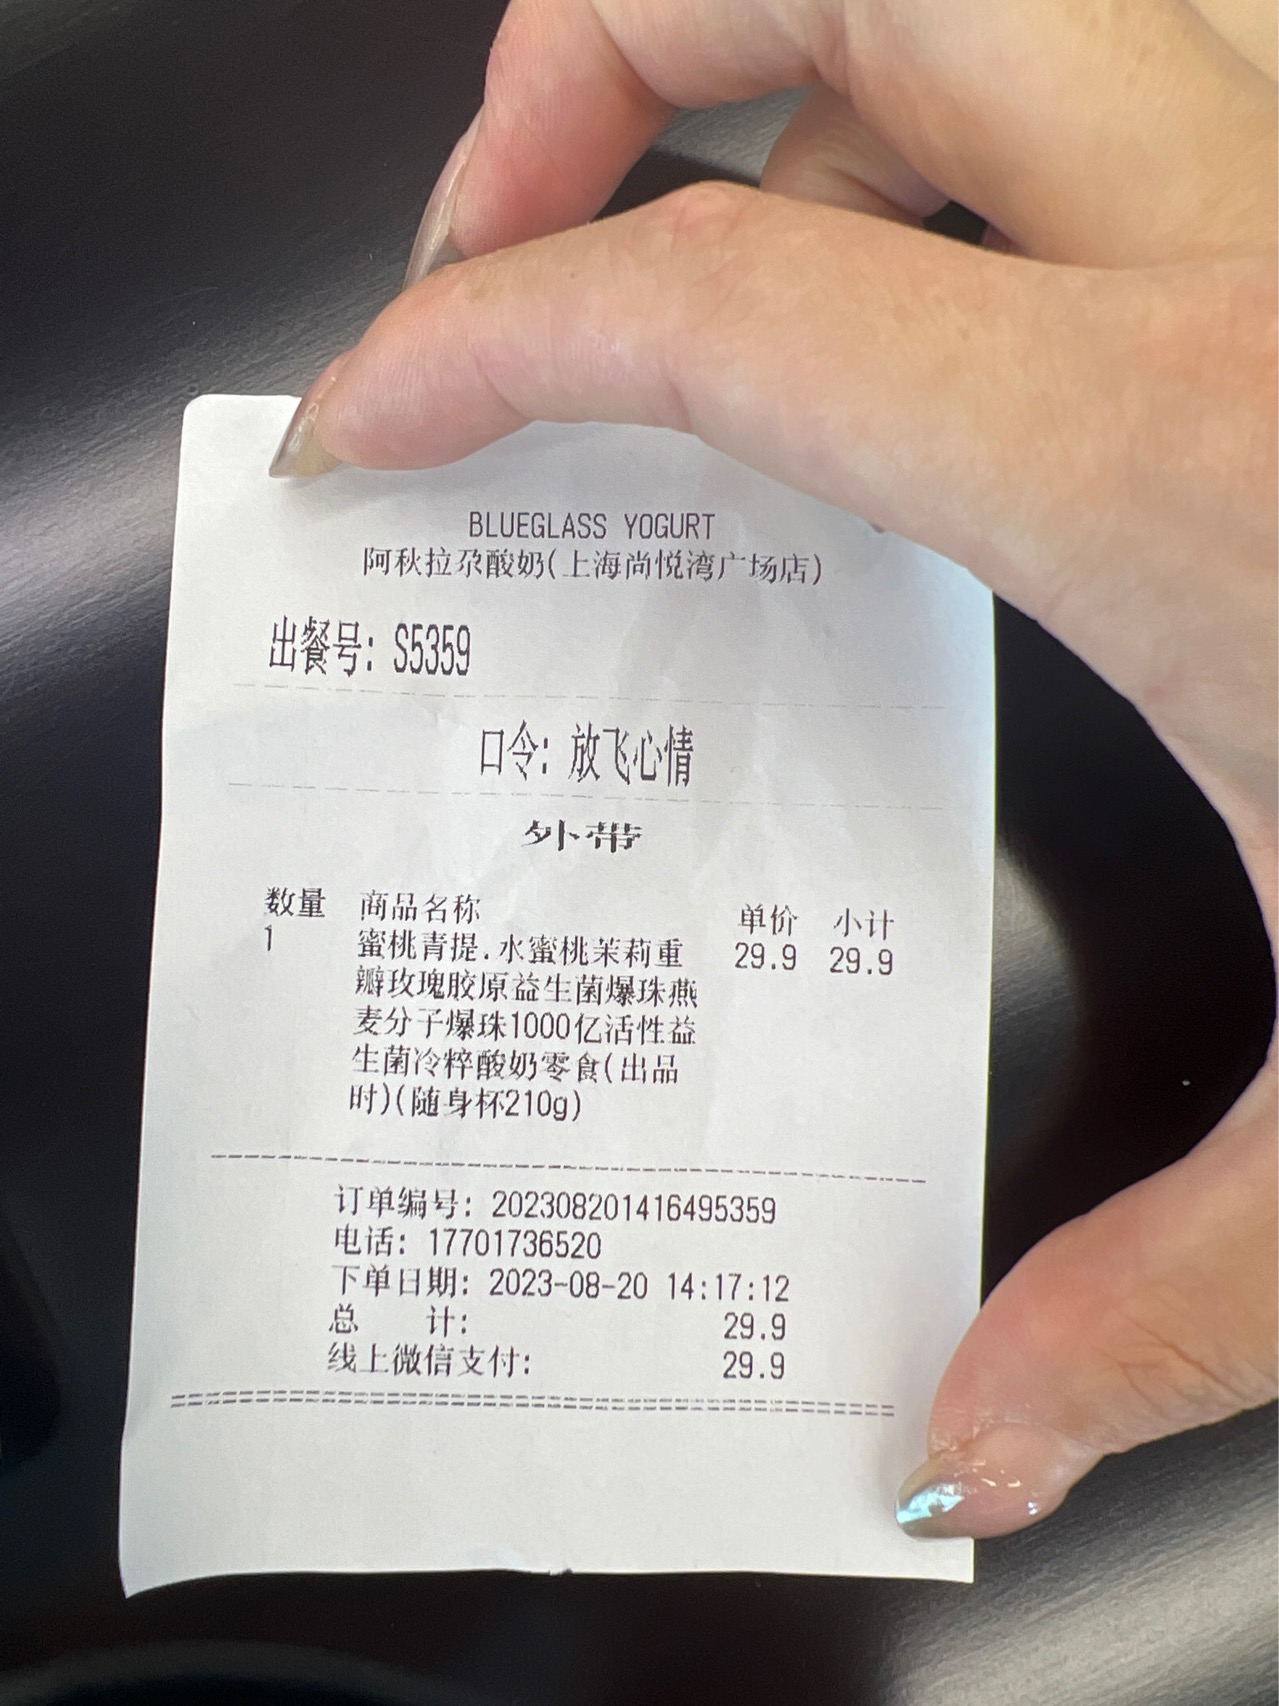 BLUEGLASS YOGURT
阿秋拉尕酸奶(上海尚悦湾广场店)
出餐号: S5359
口令: 放飞心情
外带
数量 商品名称 单价 小计
1 蜜桃青提.水蜜桃茉莉重 29.9 29.9
瓣玫瑰胶原益生菌爆珠燕
麦分子爆珠1000亿活性益
生菌冷粹酸奶零食(出品
时)(随身杯210g)
订单编号: 202308201416495359
电话: 17701736520
下单日期: 2023-08-20 14:17:12
总 计: 29.9
线上微信支付: 29.9